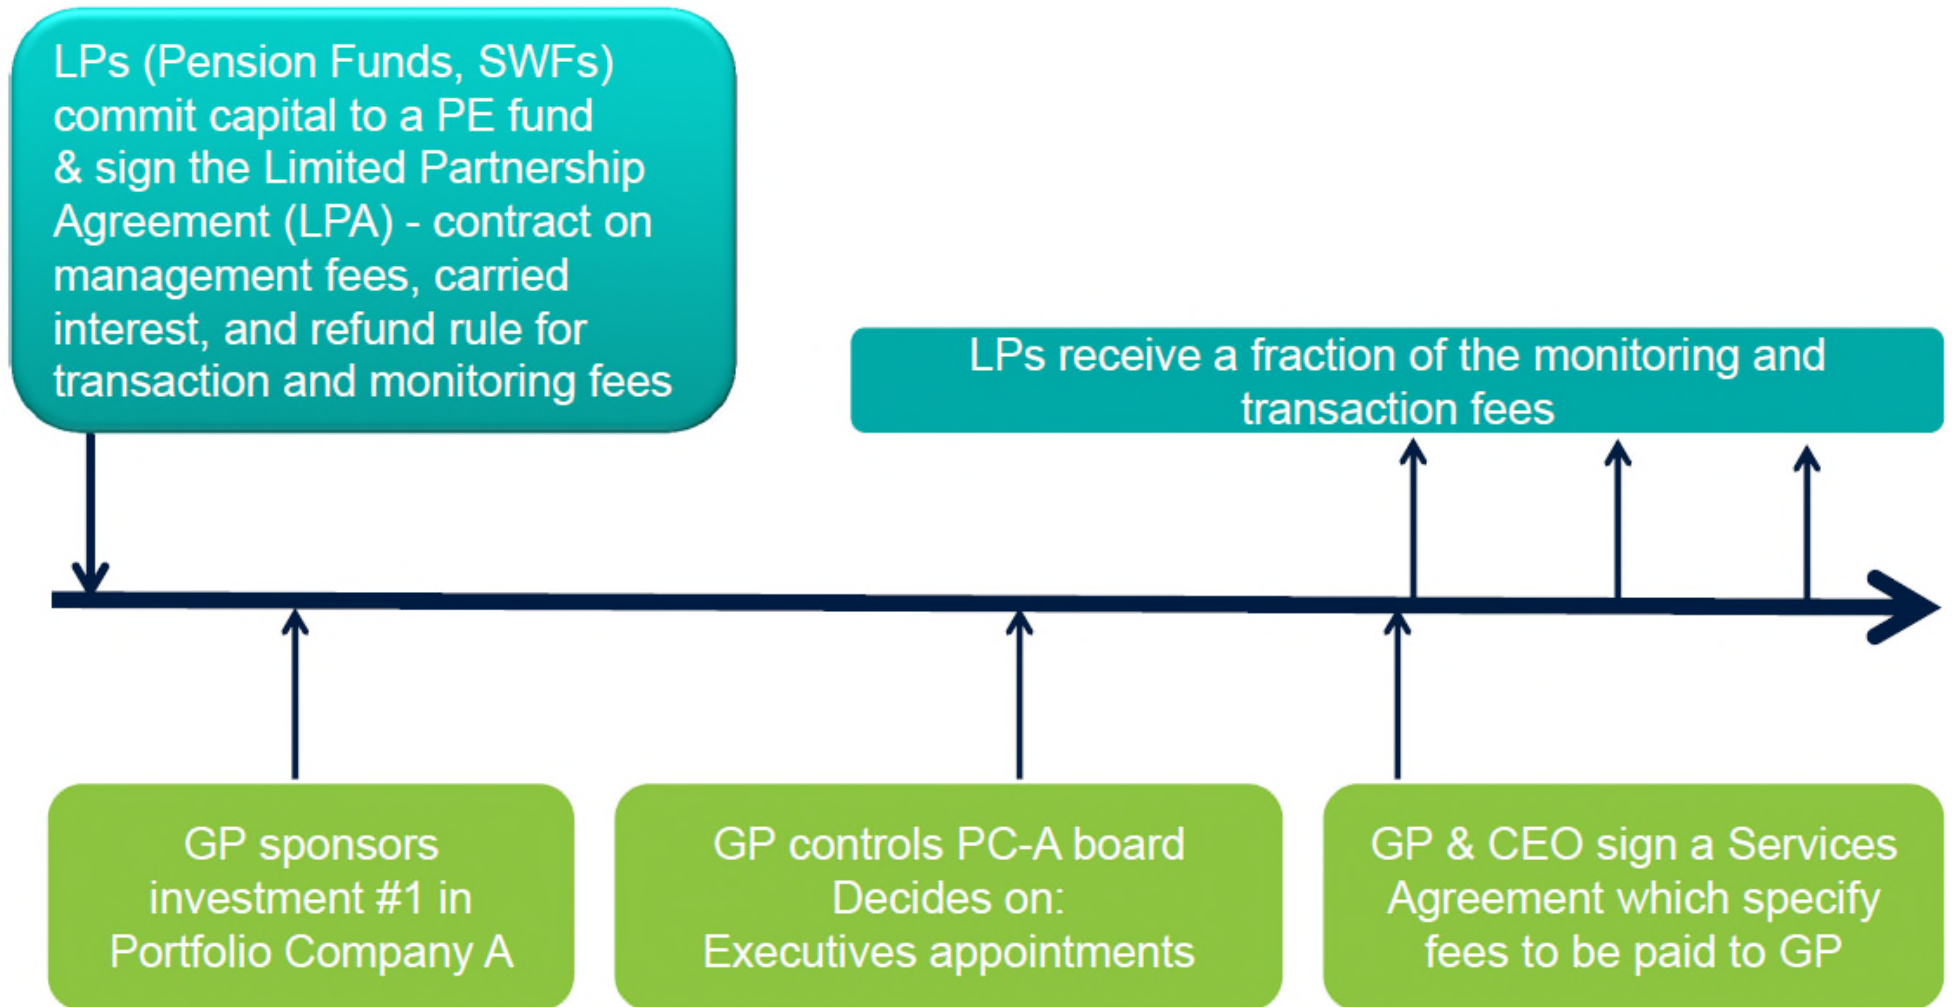 LPs (Pension Funds, SWFs)
commit capital to a PE fund
& sign the Limited Partnership
Agreement (LPA) - contract on
management fees, carried
interest, and refund rule for
transaction and monitoring fees
LPs receive a fraction of the monitoring and
transaction fees
GP sponsors
investment #1 in
Portfolio Company A
GP controls PC-A board
Decides on:
Executives appointments
GP & CEO sign a Services
Agreement which specify
fees to be paid to GP